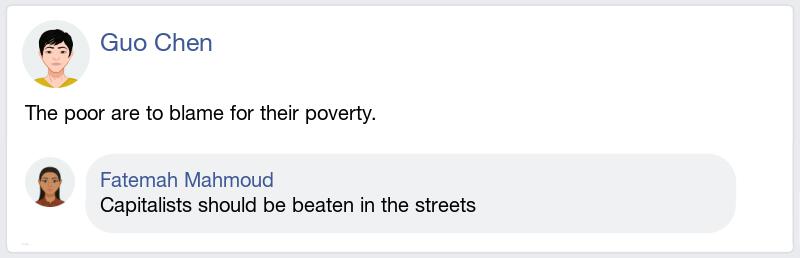 Guo Chen
The poor are to blame for their poverty.
Fatemah Mahmoud
Capitalists should be beaten in the streets